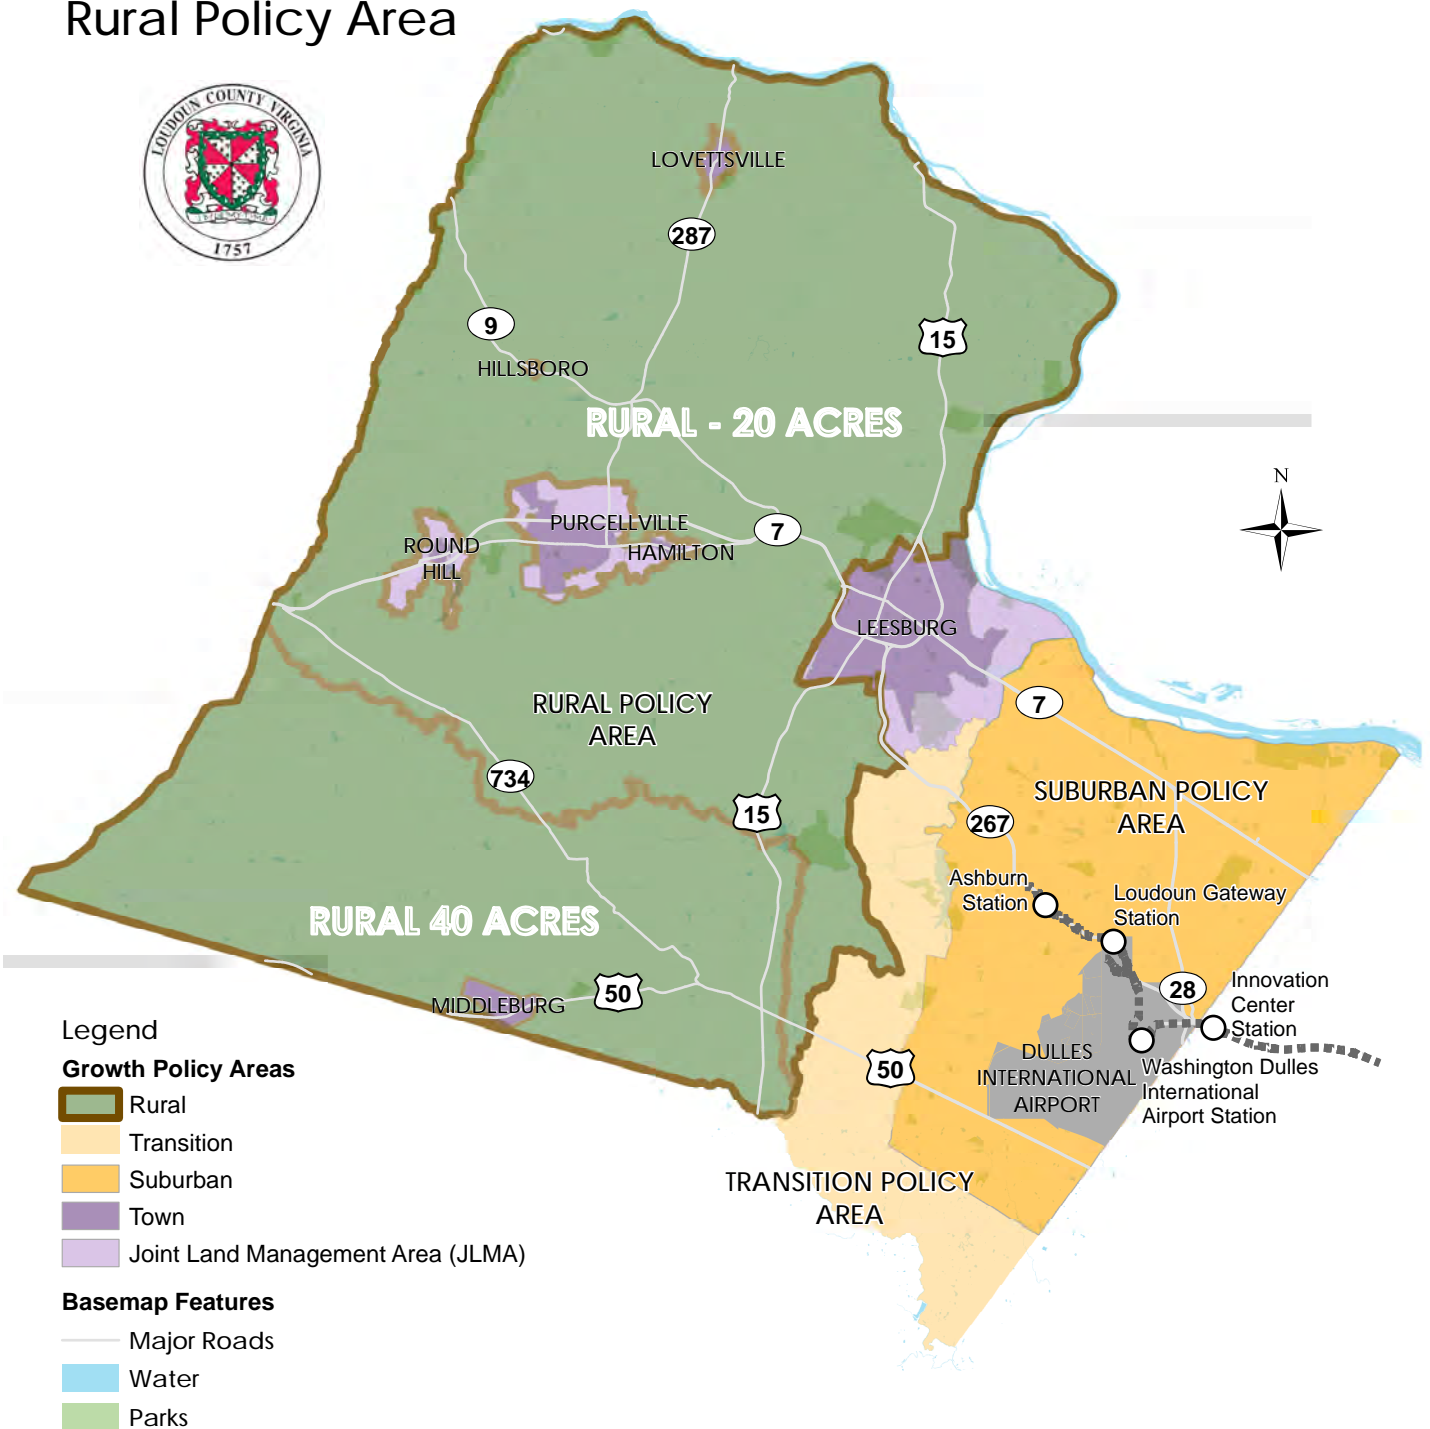 Rural Policy Area
LOUDOUN COUNTY VIRGINIA
1757
LOVETTSVILLE
287
9
15
HILLSBORO
RURAL - 20 ACRES
N
PURCELLVILLE
7
ROUND
HILL
HAMILTON
LEESBURG
RURAL POLICY
AREA
7
734
15
SUBURBAN POLICY
AREA
267
Ashburn
Station
Loudoun Gateway
Station
RURAL 40 ACRES
MIDDLEBURG
50
28
Innovation
Center
Station
DULLES
INTERNATIONAL
AIRPORT
50
Washington Dulles
International
Airport Station
TRANSITION POLICY
AREA
Legend
Growth Policy Areas
Rural
Transition
Suburban
Town
Joint Land Management Area (JLMA)
Basemap Features
Major Roads
Water
Parks